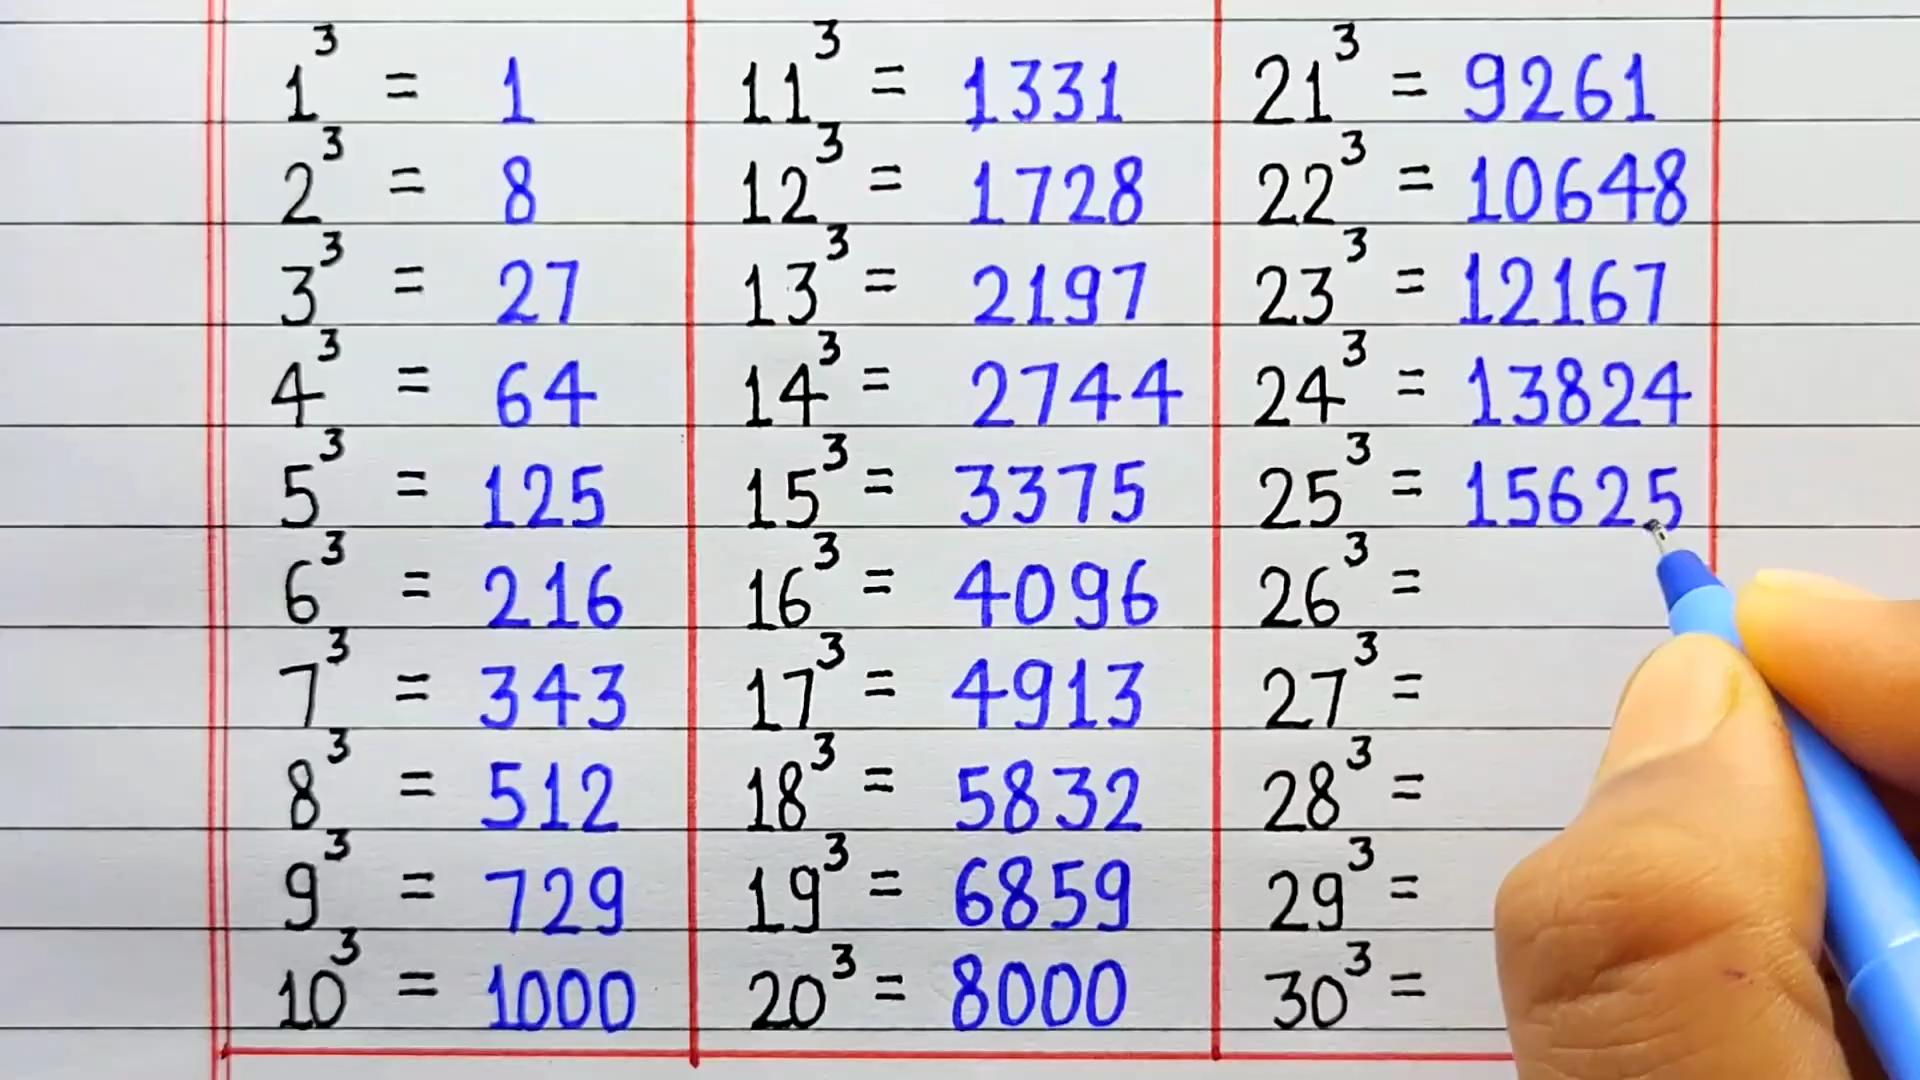 1³ = 1
2³ = 8
3³ = 27
4³ = 64
5³ = 125
6³ = 216
7³ = 343
8³ = 512
9³ = 729
10³ = 1000
11³ = 1331
12³ = 1728
13³ = 2197
14³ = 2744
15³ = 3375
16³ = 4096
17³ = 4913
18³ = 5832
19³ = 6859
20³ = 8000
21³ = 9261
22³ = 10648
23³ = 12167
24³ = 13824
25³ = 15625
26³ =
27³ =
28³ =
29³ =
30³ =